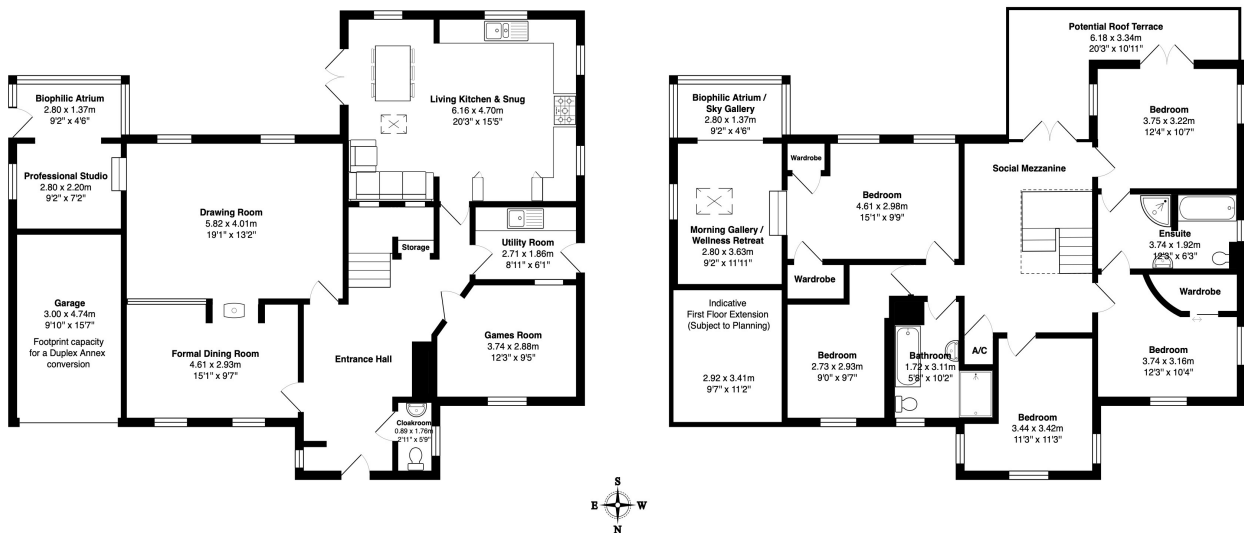 Biophilic Atrium
2.80 x 1.37m
9'2" x 4'6"
Professional Studio
2.80 x 2.20m
9'2" x 7'2"
Garage
3.00 x 4.74m
9'10" x 15'7"
Footprint capacity
for a Duplex Annex
conversion
Drawing Room
5.82 x 4.01m
19'1" x 13'2"
Formal Dining Room
4.61 x 2.93m
15'1" x 9'7"
Living Kitchen & Snug
6.16 x 4.70m
20'3" x 15'5"
Storage
Utility Room
2.71 x 1.86m
8'11" x 6'1"
Games Room
3.74 x 2.88m
12'3" x 9'5"
Entrance Hall
Cloakroom
0.89 x 1.76m
2'11" x 5'9"
Potential Roof Terrace
6.18 x 3.34m
20'3" x 10'11"
Biophilic Atrium /
Sky Gallery
2.80 x 1.37m
9'2" x 4'6"
Morning Gallery /
Wellness Retreat
2.80 x 3.63m
9'2" x 11'11"
Indicative
First Floor Extension
(Subject to Planning)
2.92 x 3.41m
9'7" x 11'2"
Wardrobe
Bedroom
4.61 x 2.98m
15'1" x 9'9"
Wardrobe
Bedroom
2.73 x 2.93m
9'0" x 9'7"
Bathroom
1.72 x 3.11m
5'8" x 10'2"
A/C
Social Mezzanine
Bedroom
3.75 x 3.22m
12'4" x 10'7"
Ensuite
3.74 x 1.92m
12'3" x 6'3"
Wardrobe
Bedroom
3.74 x 3.16m
12'3" x 10'4"
Bedroom
3.44 x 3.42m
11'3" x 11'3"
S
E W
N